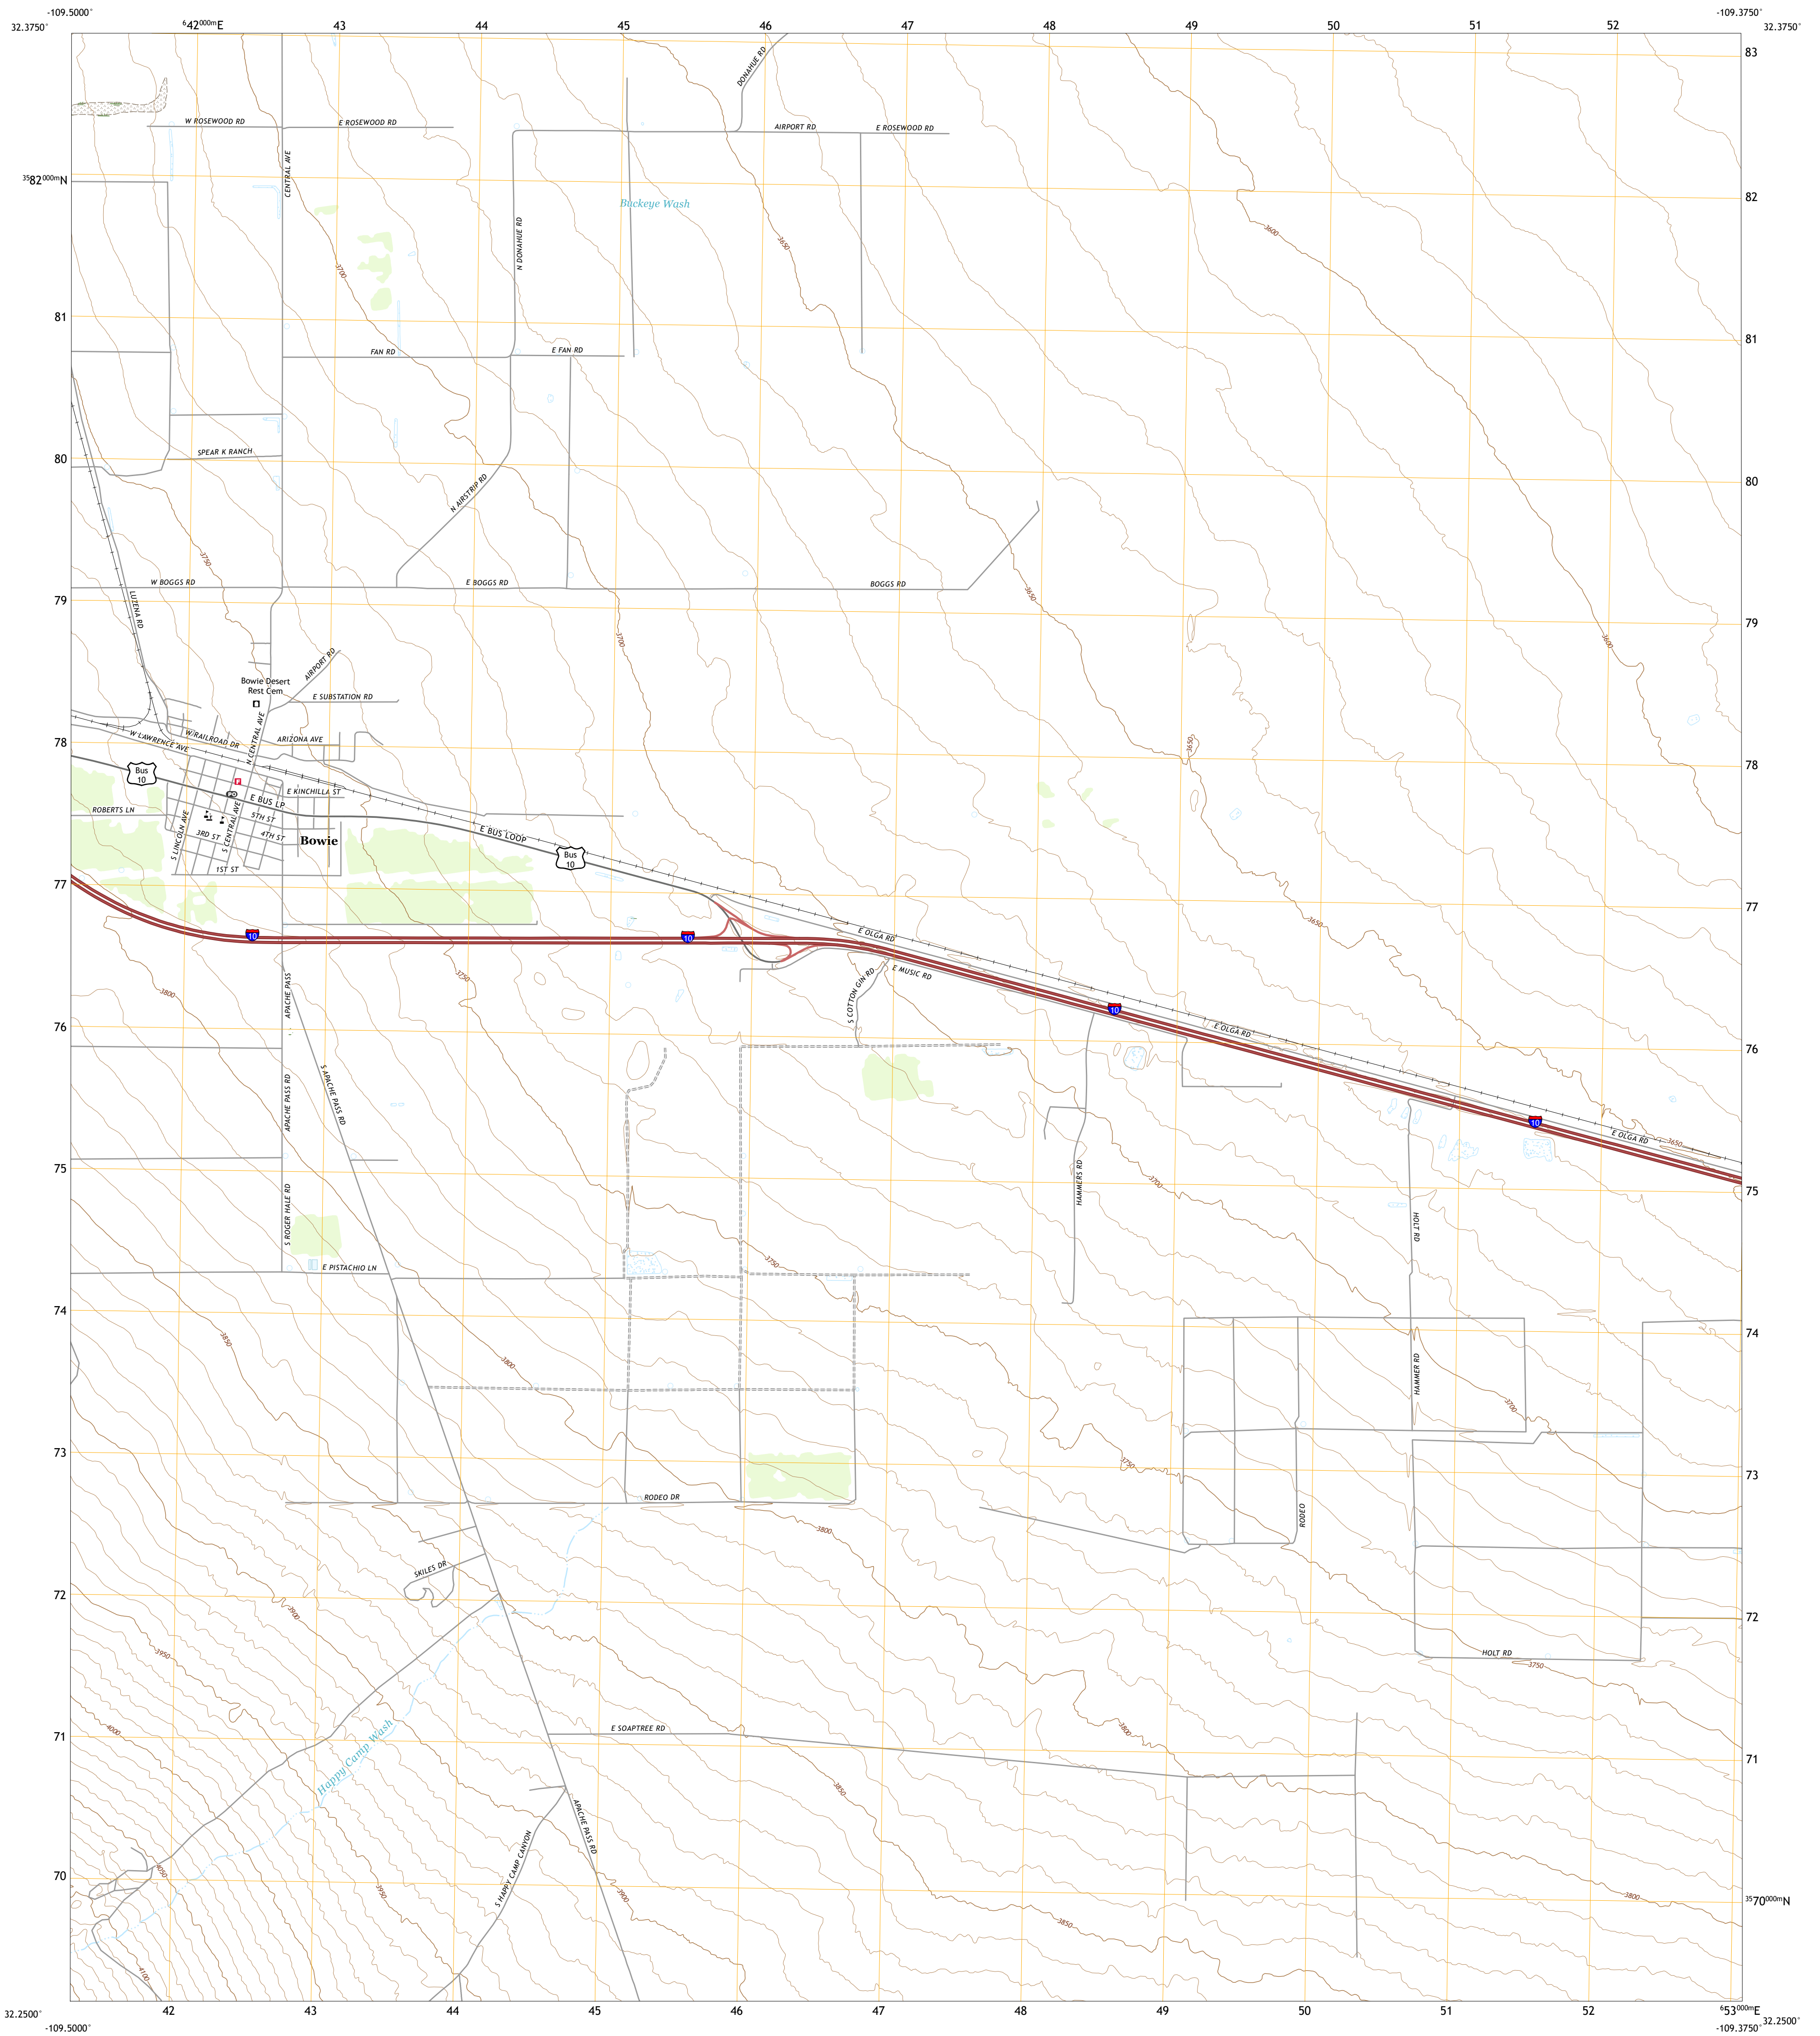 -109.5000°
-109.3750°
32.3750°
⁶42⁰⁰⁰ᵐE
43
44
45
46
47
48
49
50
51
52
32.3750°
83
DONAHUE RD
W ROSEWOOD RD
E ROSEWOOD RD
AIRPORT RD
E ROSEWOOD RD
CENTRAL AVE
³⁵82⁰⁰⁰ᵐN
82
Buckeye Wash
N DONAHUE RD
3650
3600
3700
81
81
FAN RD
E FAN RD
SPEAR K RANCH
80
80
N AIRSTRIP RD
3750
W BOGGS RD
E BOGGS RD
BOGGS RD
3650
79
79
LUZENA RD
3700
3600
AIRPORT RD
Bowie Desert
Rest Cem
E SUBSTATION RD
N CENTRAL AVE
W RAILROAD DR
ARIZONA AVE
W LAWRENCE AVE
78
3650
78
Bus
10
F
PO
E KINCHILLA ST
E BUS LP
ROBERTS LN
5TH ST
S CENTRAL AVE
S LINCOLN AVE
3RD ST
4TH ST
Bowie
E BUS LOOP
Bus
10
1ST ST
77
77
3650
10
10
E OLGA RD
E MUSIC RD
3750
S COTTON GIN RD
APACHE PASS
3800
10
E OLGA RD
76
76
S APACHE PASS RD
APACHE PASS RD
10
E OLGA RD
3650
75
75
HAMMERS RD
3700
S ROGER HALE RD
HOLT RD
E PISTACHIO LN
3750
74
74
3850
3800
HAMMER RD
3700
73
73
3750
RODEO DR
3800
RODEO
SKILES DR
72
72
3900
3950
HOLT RD
3750
4000
71
E SOAPTREE RD
3800
71
Happy Camp Wash
3850
APACHE PASS RD
S HAPPY CAMP CANYON
70
4050
3950
3900
3850
3800
³⁵70⁰⁰⁰ᵐN
4100
32.2500°
42
43
44
45
46
47
48
49
50
51
52
⁶53⁰⁰⁰ᵐE
32.2500°
-109.5000°
-109.3750°